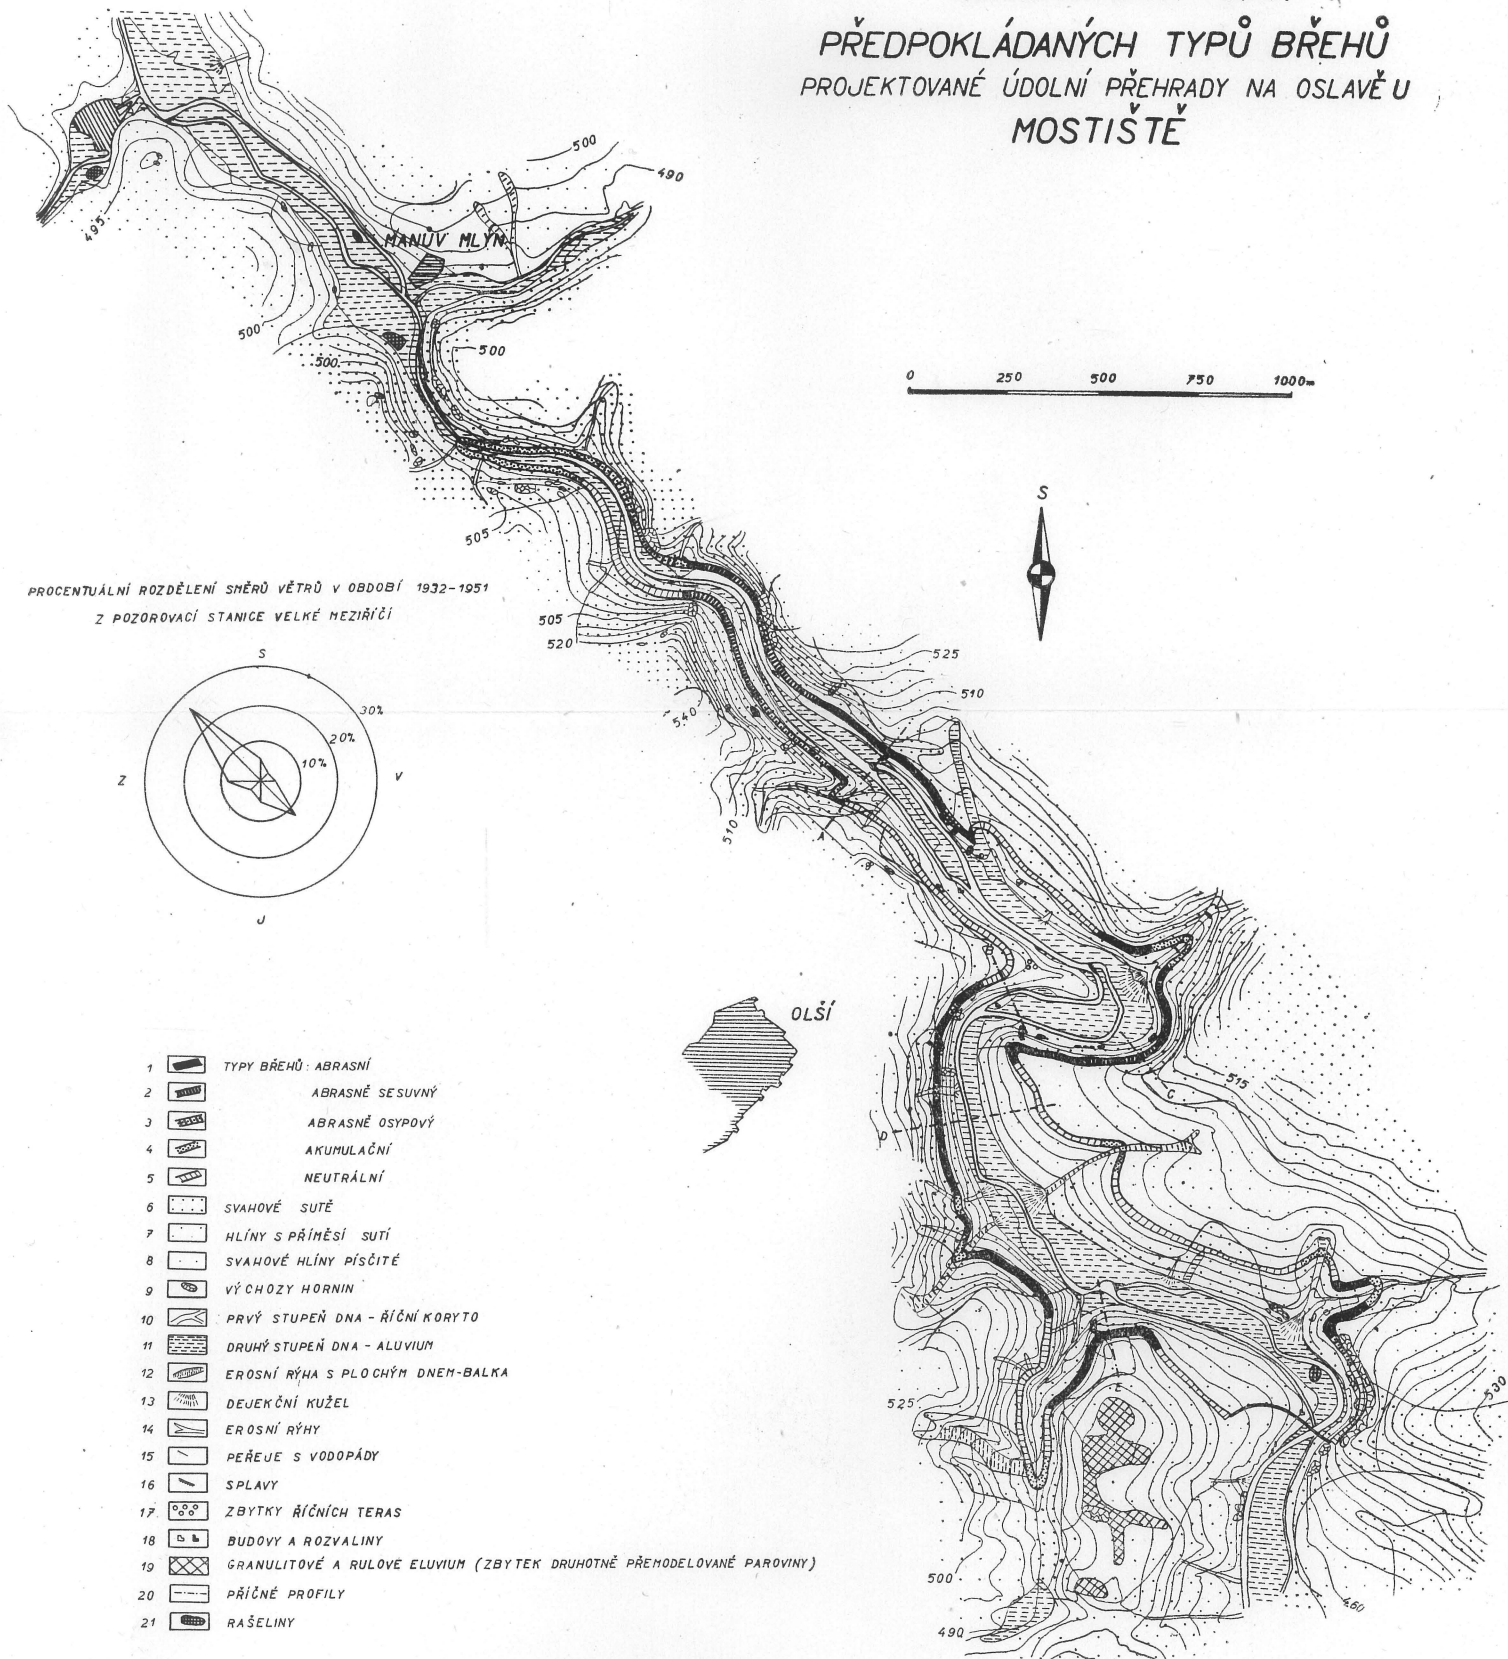 PŘEDPOKLÁDANÝCH TYPŮ BŘEHŮ
PROJEKTOVANÉ ÚDOLNÍ PŘEHRADY NA OSLAVĚ U
MOSTIŠTĚ
500
490
495
MANŮV MLÝN
500
500
500
0 250 500 750 1000m
S
505
PROCENTUÁLNÍ ROZDĚLENÍ SMĚRŮ VĚTRŮ V OBDOBÍ 1932-1951
Z POZOROVACÍ STANICE VELKÉ MEZIŘÍČÍ
505
520
525
510
540
510
S
30%
20%
10%
Z
V
J
A
B
OLŠÍ
515
C
D
1 TYPY BŘEHŮ: ABRASNÍ
2 ABRASNĚ SESUVNÝ
3 ABRASNĚ OSYPOVÝ
4 AKUMULAČNÍ
5 NEUTRÁLNÍ
6 SVAHOVÉ SUTĚ
7 HLÍNY S PŘÍMĚSÍ SUTÍ
8 SVAHOVÉ HLÍNY PÍSČITÉ
9 VÝCHOZY HORNIN
10 PRVÝ STUPEŇ DNA - ŘÍČNÍ KORYTO
11 DRUHÝ STUPEŇ DNA - ALUVIUM
12 EROSNÍ RÝHA S PLOCHÝM DNEM-BALKA
13 DEJEKČNÍ KUŽEL
14 EROSNÍ RÝHY
15 PEŘEJE S VODOPÁDY
16 SPLAVY
17. ZBYTKY ŘÍČNÍCH TERAS
18 BUDOVY A ROZVALINY
19 GRANULITOVÉ A RULOVÉ ELUVIUM (ZBYTEK DRUHOTNĚ PŘEMODELOVANÉ PAROVINY)
20 PŘÍČNÉ PROFILY
21 RAŠELINY
E
525
530
500
490
460